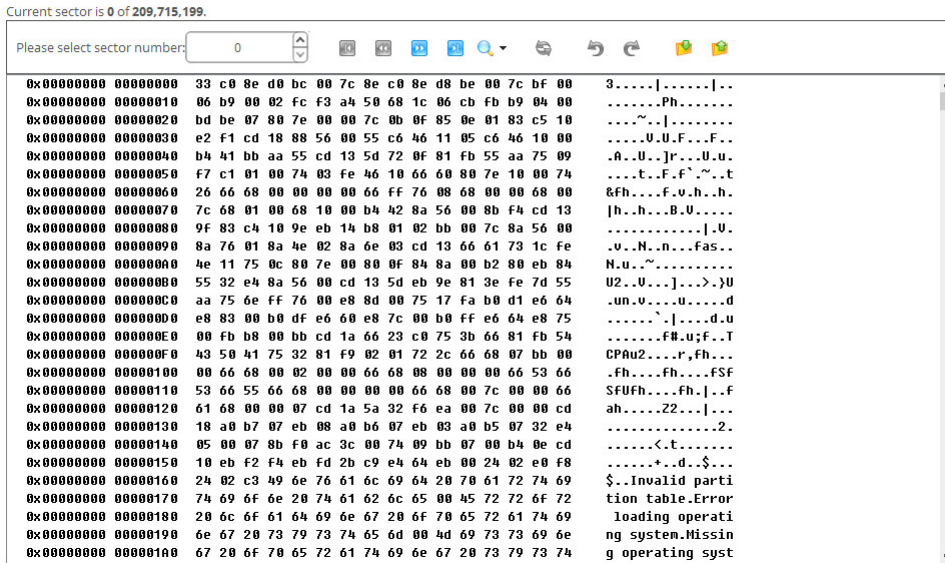 Current sector is 0 of 209,715,199.
Please select sector number: 0
0x00000000 00000000 33 c0 8e d0 bc 00 7c 8e c0 8e d8 be 00 7c bf 00 3.....|......|..
0x00000000 00000010 06 b9 00 02 fc f3 a4 50 68 1c 06 cb fb b9 04 00 .......Ph.......
0x00000000 00000020 bd be 07 80 7e 00 00 7c 0b 0f 85 0e 01 83 c5 10 ....~..|........
0x00000000 00000030 e2 f1 cd 18 88 56 00 55 c6 46 11 05 c6 46 10 00 .....V.U.F...F..
0x00000000 00000040 b4 41 bb aa 55 cd 13 5d 72 0f 81 fb 55 aa 75 09 .A..U..]r...U.u.
0x00000000 00000050 f7 c1 01 00 74 03 fe 46 10 66 60 80 7e 10 00 74 ....t..F.f`.~..t
0x00000000 00000060 26 66 68 00 00 00 00 66 ff 76 08 68 00 00 68 00 &fh....f.v.h..h.
0x00000000 00000070 7c 68 01 00 68 10 00 b4 42 8a 56 00 8b f4 cd 13 |h..h...B.V.....
0x00000000 00000080 9f 83 c4 10 9e eb 14 b8 01 02 bb 00 7c 8a 56 00 ............|.V.
0x00000000 00000090 8a 76 01 8a 4e 02 8a 6e 03 cd 13 66 61 73 1c fe .v..N..n...fas..
0x00000000 000000A0 4e 11 75 0c 80 7e 00 80 0f 84 8a 00 b2 80 eb 84 N.u..~..........
0x00000000 000000B0 55 32 e4 8a 56 00 cd 13 5d eb 9e 81 3e fe 7d 55 U2..V...]...>.}U
0x00000000 000000C0 aa 75 6e ff 76 00 e8 8d 00 75 17 fa b0 d1 e6 64 .un.v....u.....d
0x00000000 000000D0 e8 83 00 b0 df e6 60 e8 7c 00 b0 ff e6 64 e8 75 ......`.|....d.u
0x00000000 000000E0 00 fb b8 00 bb cd 1a 66 23 c0 75 3b 66 81 fb 54 .......f#.u;f..T
0x00000000 000000F0 43 50 41 75 32 81 f9 02 01 72 2c 66 68 07 bb 00 CPAu2....r,fh...
0x00000000 00000100 00 66 68 00 02 00 00 66 68 08 00 00 00 66 53 66 .fh....fh....fSf
0x00000000 00000110 53 66 55 66 68 00 00 00 00 66 68 00 7c 00 00 66 SfUfh....fh.|..f
0x00000000 00000120 61 68 00 00 07 cd 1a 5a 32 f6 ea 00 7c 00 00 cd ah.....Z2...|...
0x00000000 00000130 18 a0 b7 07 eb 08 a0 b6 07 eb 03 a0 b5 07 32 e4 ..............2.
0x00000000 00000140 05 00 07 8b f0 ac 3c 00 74 09 bb 07 00 b4 0e cd ......<.t.......
0x00000000 00000150 10 eb f2 f4 eb fd 2b c9 e4 64 eb 00 24 02 e0 f8 ......+..d..$...
0x00000000 00000160 24 02 c3 49 6e 76 61 6c 69 64 20 70 61 72 74 69 $..Invalid parti
0x00000000 00000170 74 69 6f 6e 20 74 61 62 6c 65 00 45 72 72 6f 72 tion table.Error
0x00000000 00000180 20 6c 6f 61 64 69 6e 67 20 6f 70 65 72 61 74 69 loading operati
0x00000000 00000190 6e 67 20 73 79 73 74 65 6d 00 4d 69 73 73 69 6e ng system.Missin
0x00000000 000001A0 67 20 6f 70 65 72 61 74 69 6e 67 20 73 79 73 74 g operating syst